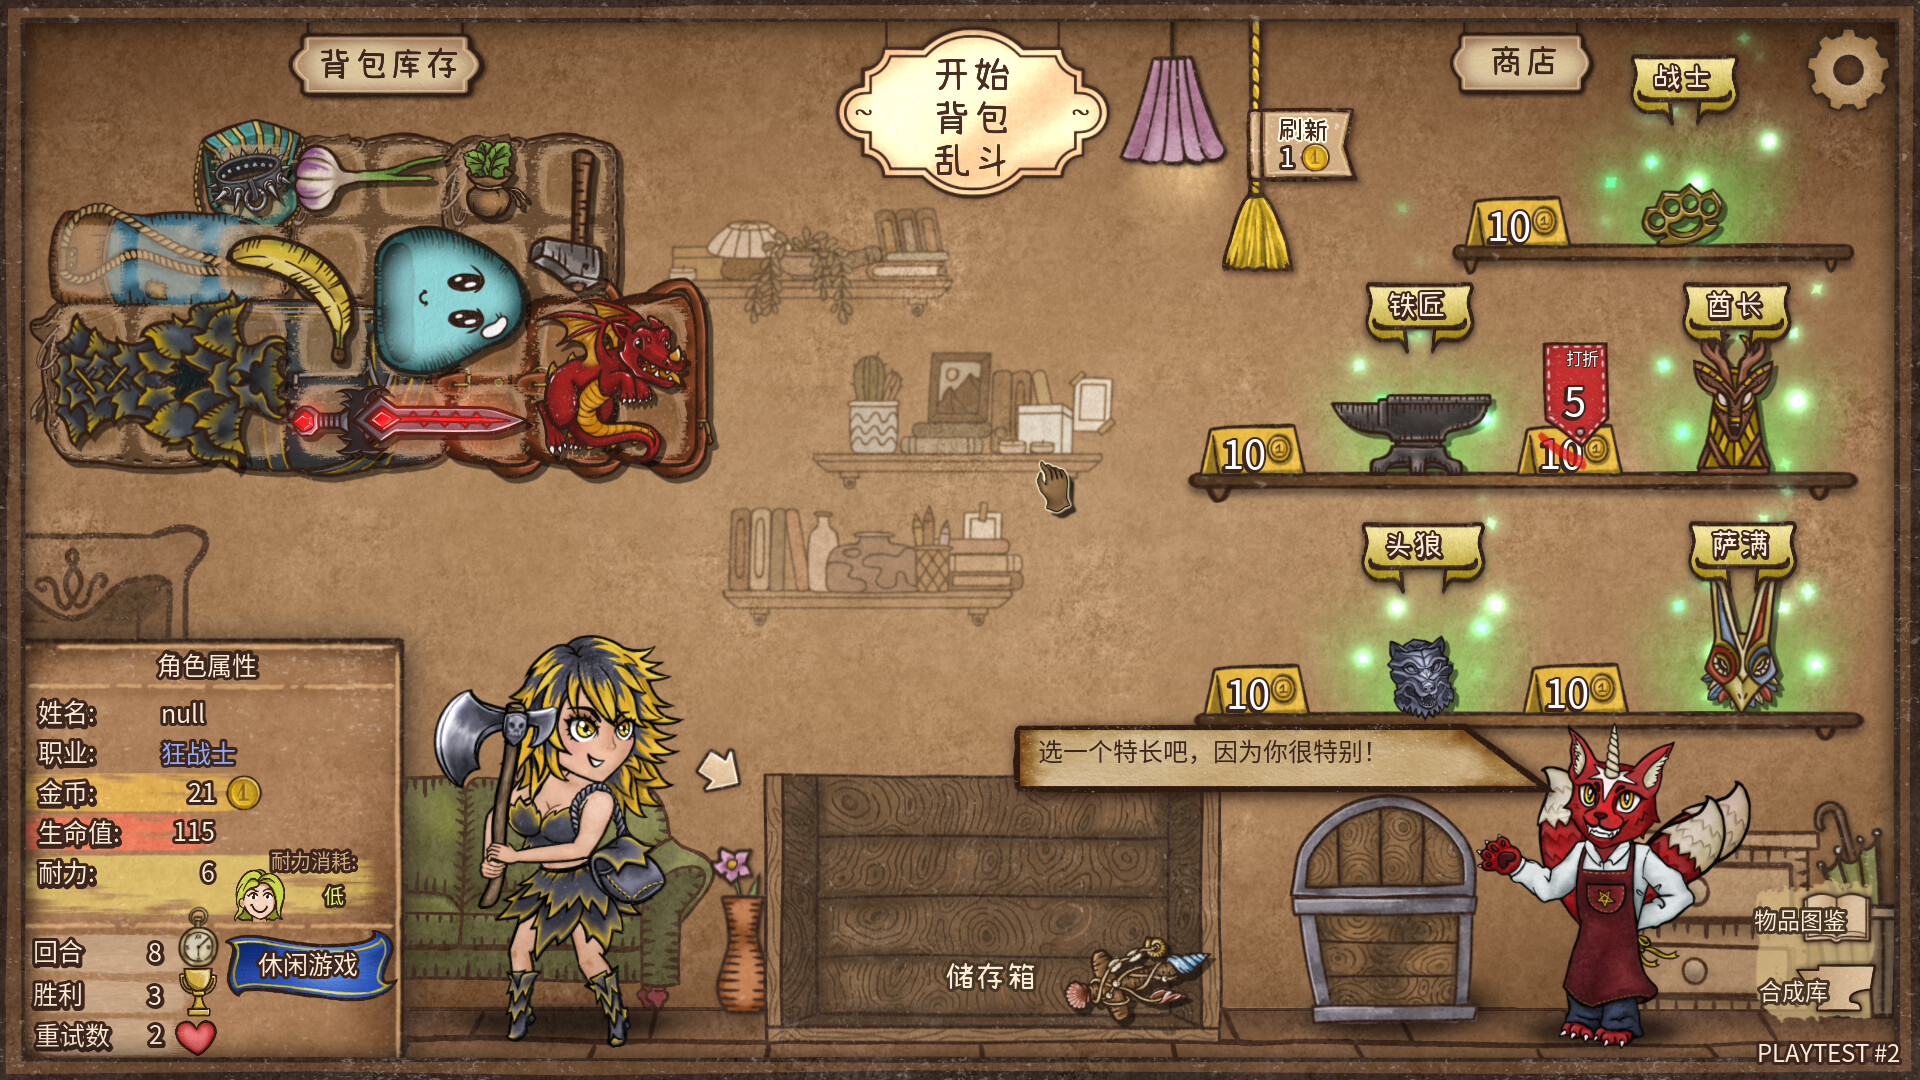 背包库存
开始
背包
乱斗
刷新
1
商店
战士
10
铁匠
酋长
打折
5
10
10
头狼
萨满
10
10
选一个特长吧，因为你很特别！
角色属性
姓名: null
职业: 狂战士
金币: 21
生命值: 115
耐力: 6
耐力消耗:
低
回合 8
胜利 3
重试数 2
休闲游戏
储存箱
物品图鉴
合成库
PLAYTEST #2